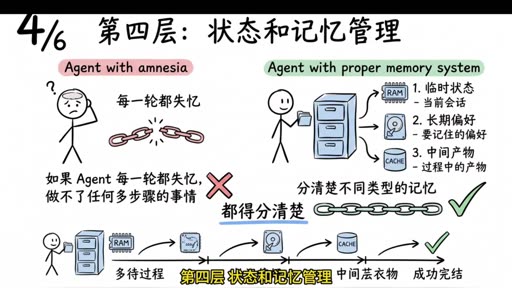 4/6
第四层：状态和记忆管理
Agent with amnesia
Agent with proper memory system
?
每一轮都失忆
如果 Agent 每一轮都失忆，
做不了任何多步骤的事情
RAM
1. 临时状态
- 当前会话
2. 长期偏好
- 要记住的偏好
CACHE
3. 中间产物
- 过程中的产物
分清楚不同类型的记忆
都得分清楚
RAM
CACHE
多待过程
中间茊衣物
成功完结
第四层 状态和记忆管理